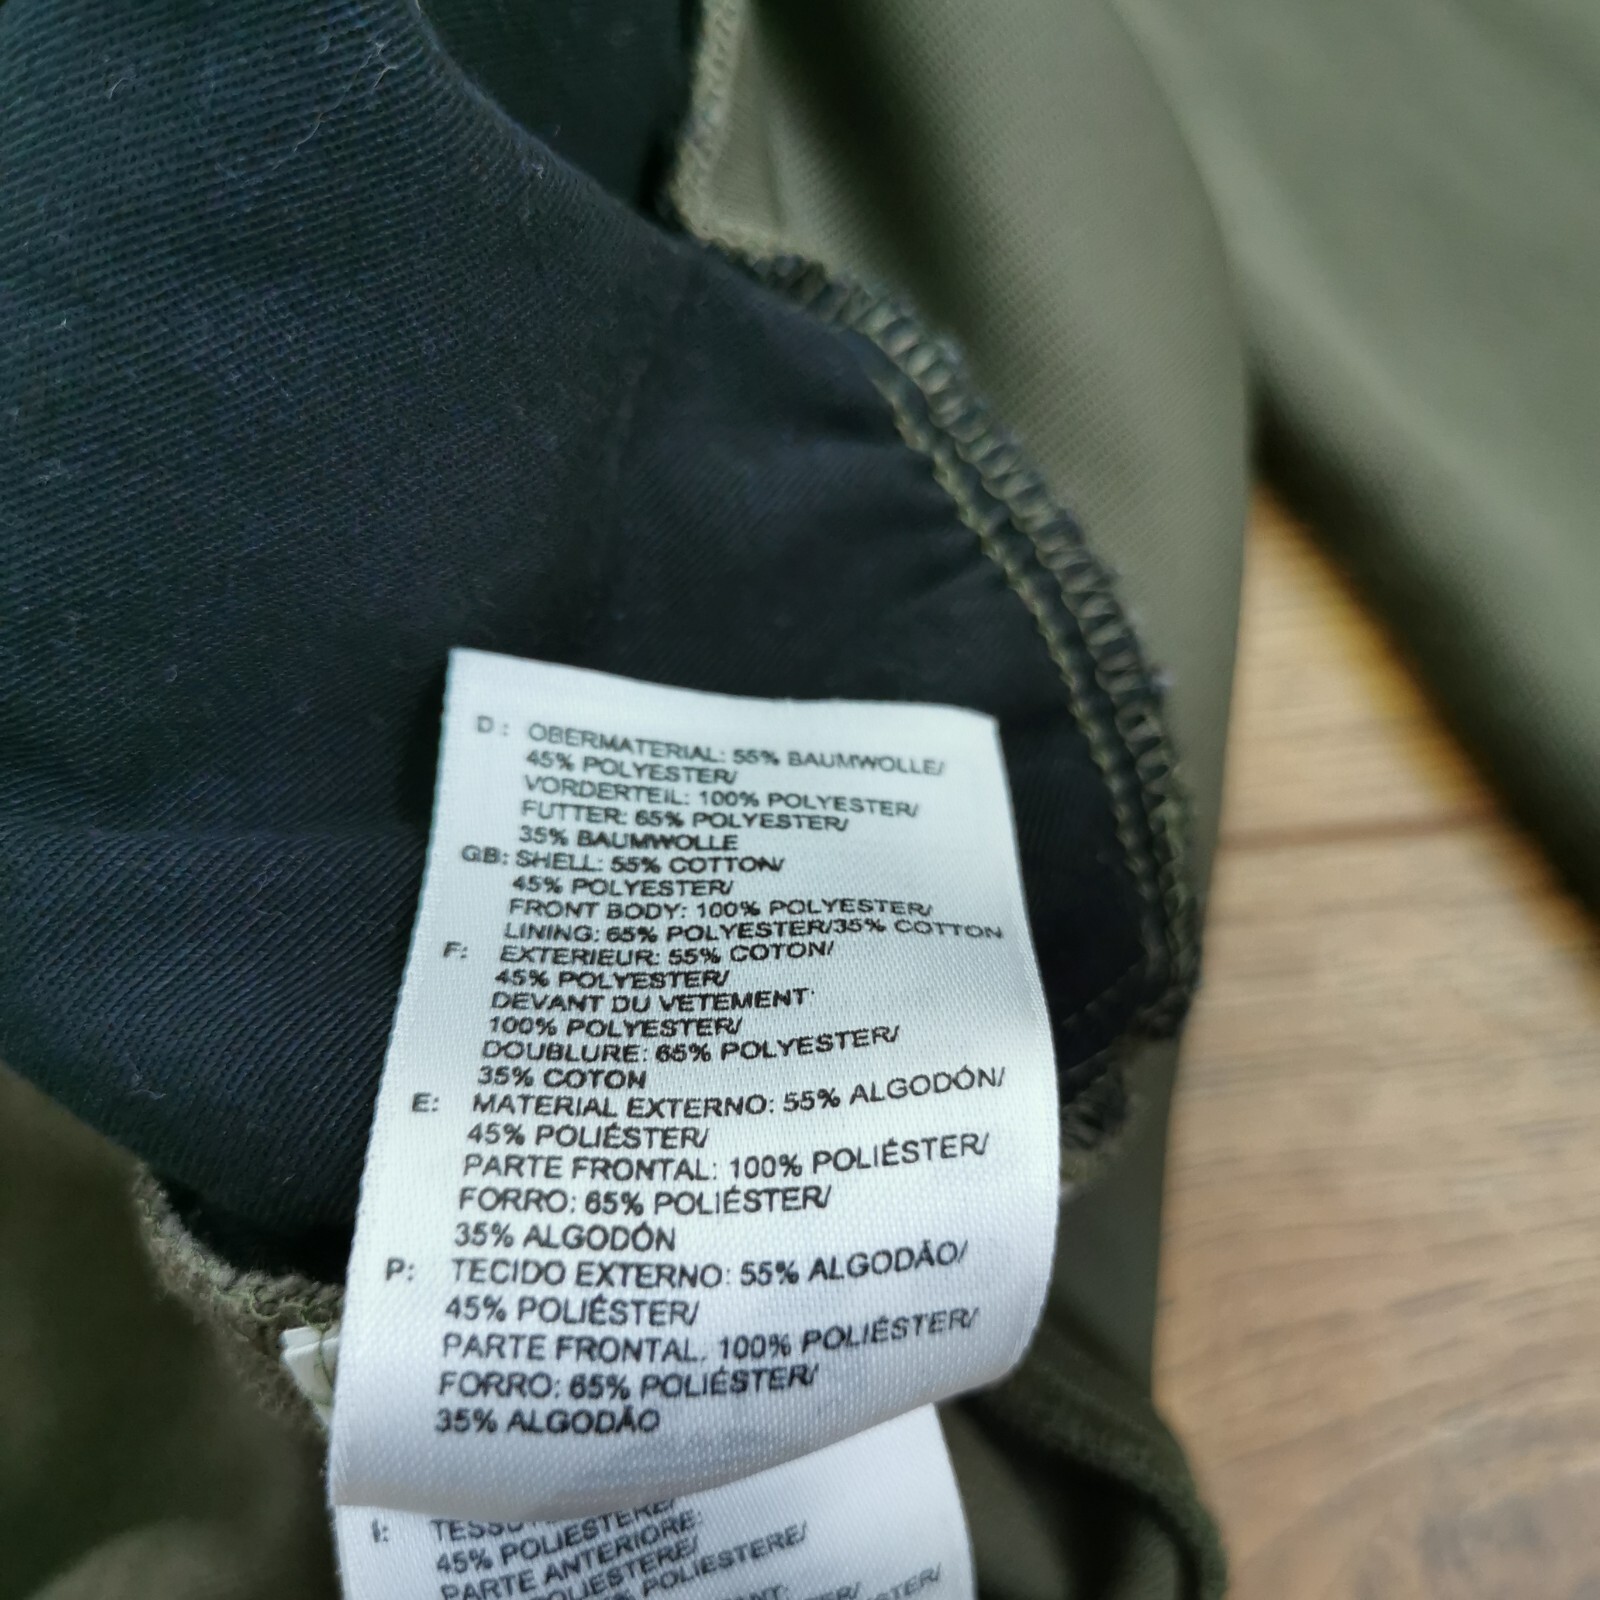 D: OBERMATERIAL: 55% BAUMWOLLE/
45% POLYESTER/
VORDERTEIL: 100% POLYESTER/
FUTTER: 65% POLYESTER/
35% BAUMWOLLE
GB: SHELL: 55% COTTON/
45% POLYESTER/
FRONT BODY: 100% POLYESTER/
LINING: 65% POLYESTER/35% COTTON
F: EXTERIEUR: 55% COTON/
45% POLYESTER/
DEVANT DU VETEMENT
100% POLYESTER/
DOUBLURE: 65% POLYESTER/
35% COTON
E: MATERIAL EXTERNO: 55% ALGODÓN/
45% POLIÉSTER/
PARTE FRONTAL: 100% POLIÉSTER/
FORRO: 65% POLIÉSTER/
35% ALGODÓN
P: TECIDO EXTERNO: 55% ALGODÃO/
45% POLIÉSTER/
PARTE FRONTAL. 100% POLIÉSTER/
FORRO: 65% POLIÉSTER/
35% ALGODÃO
I:
45% POLIESTERE/
PARTE ANTERIORE:
POLIESTERE/
POLIESTERE/